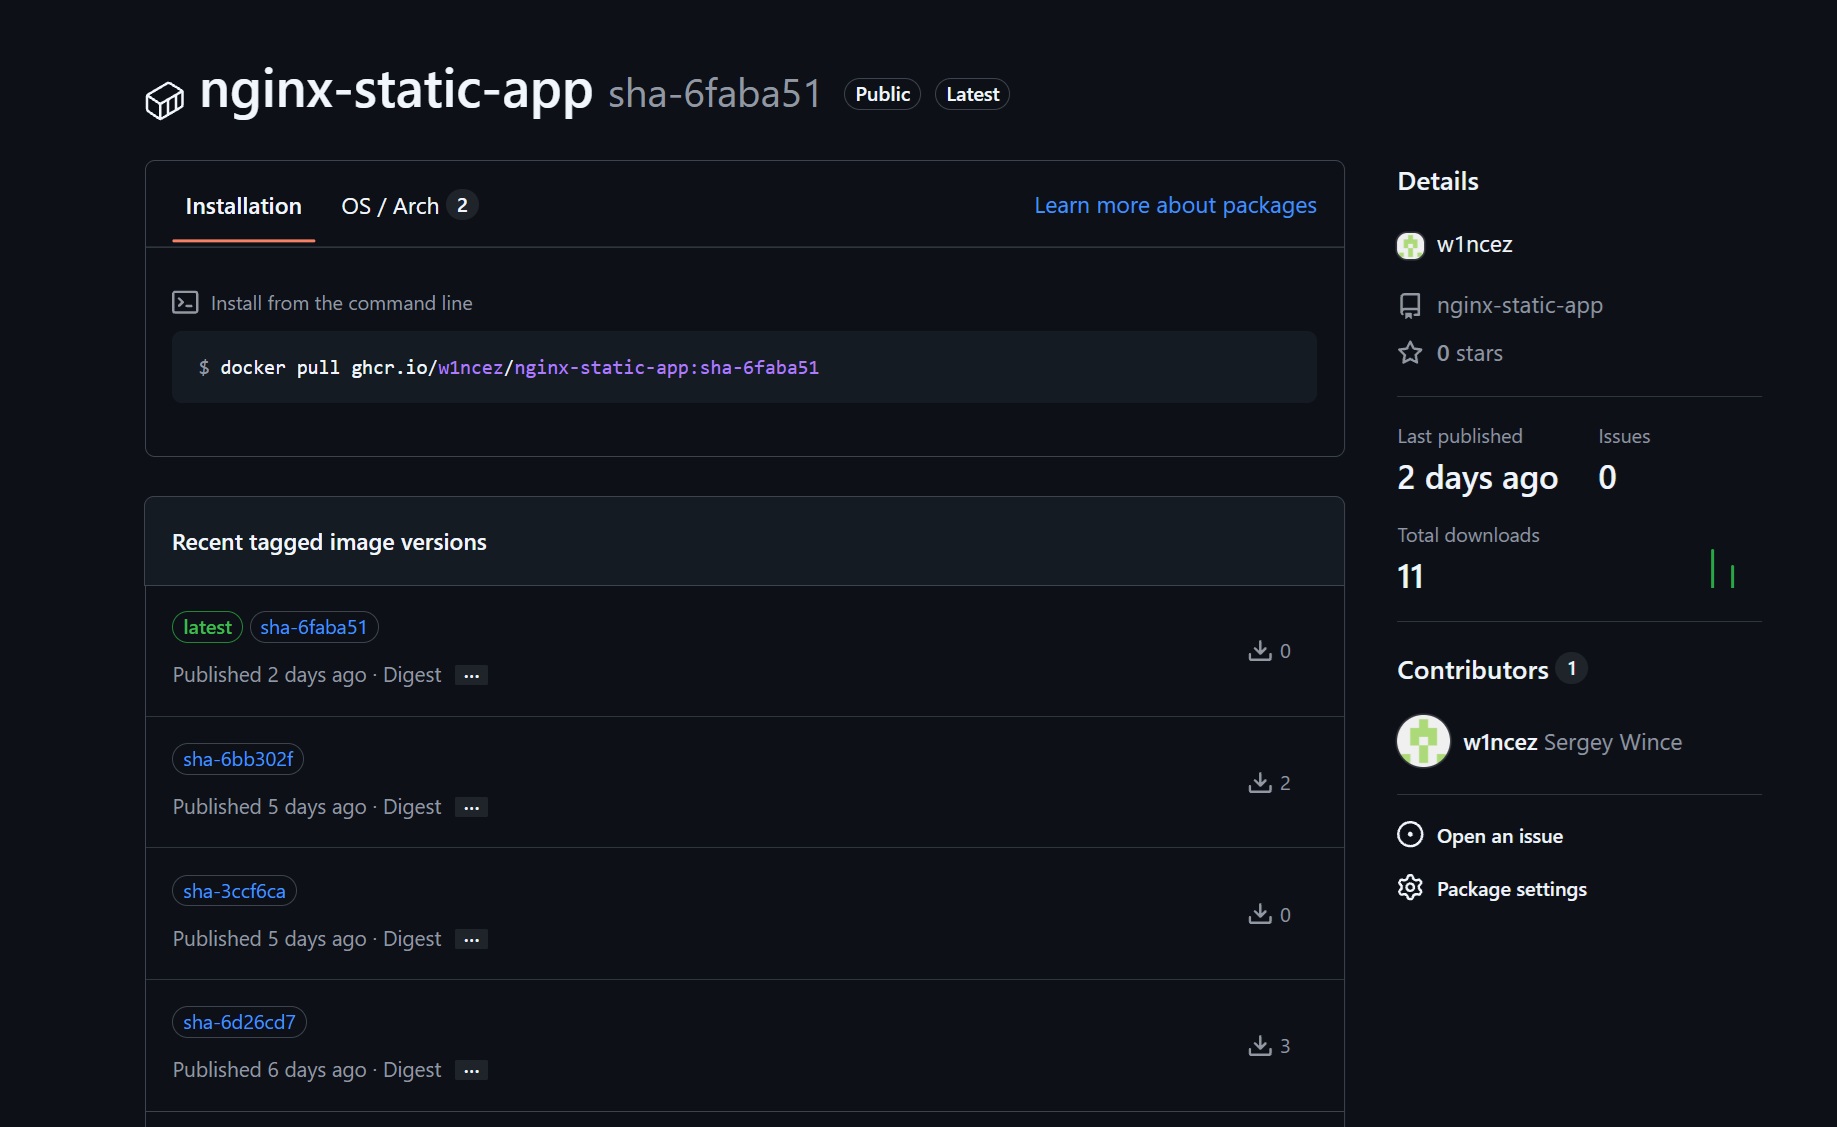 nginx-static-app sha-6faba51 Public Latest
Installation OS / Arch 2 Learn more about packages
Install from the command line
$ docker pull ghcr.io/w1ncez/nginx-static-app:sha-6faba51
Recent tagged image versions
latest sha-6faba51
Published 2 days ago · Digest ...
0
sha-6bb302f
Published 5 days ago · Digest ...
2
sha-3ccf6ca
Published 5 days ago · Digest ...
0
sha-6d26cd7
Published 6 days ago · Digest ...
3
Details
w1ncez
nginx-static-app
0 stars
Last published Issues
2 days ago 0
Total downloads
11
Contributors 1
w1ncez Sergey Wince
Open an issue
Package settings